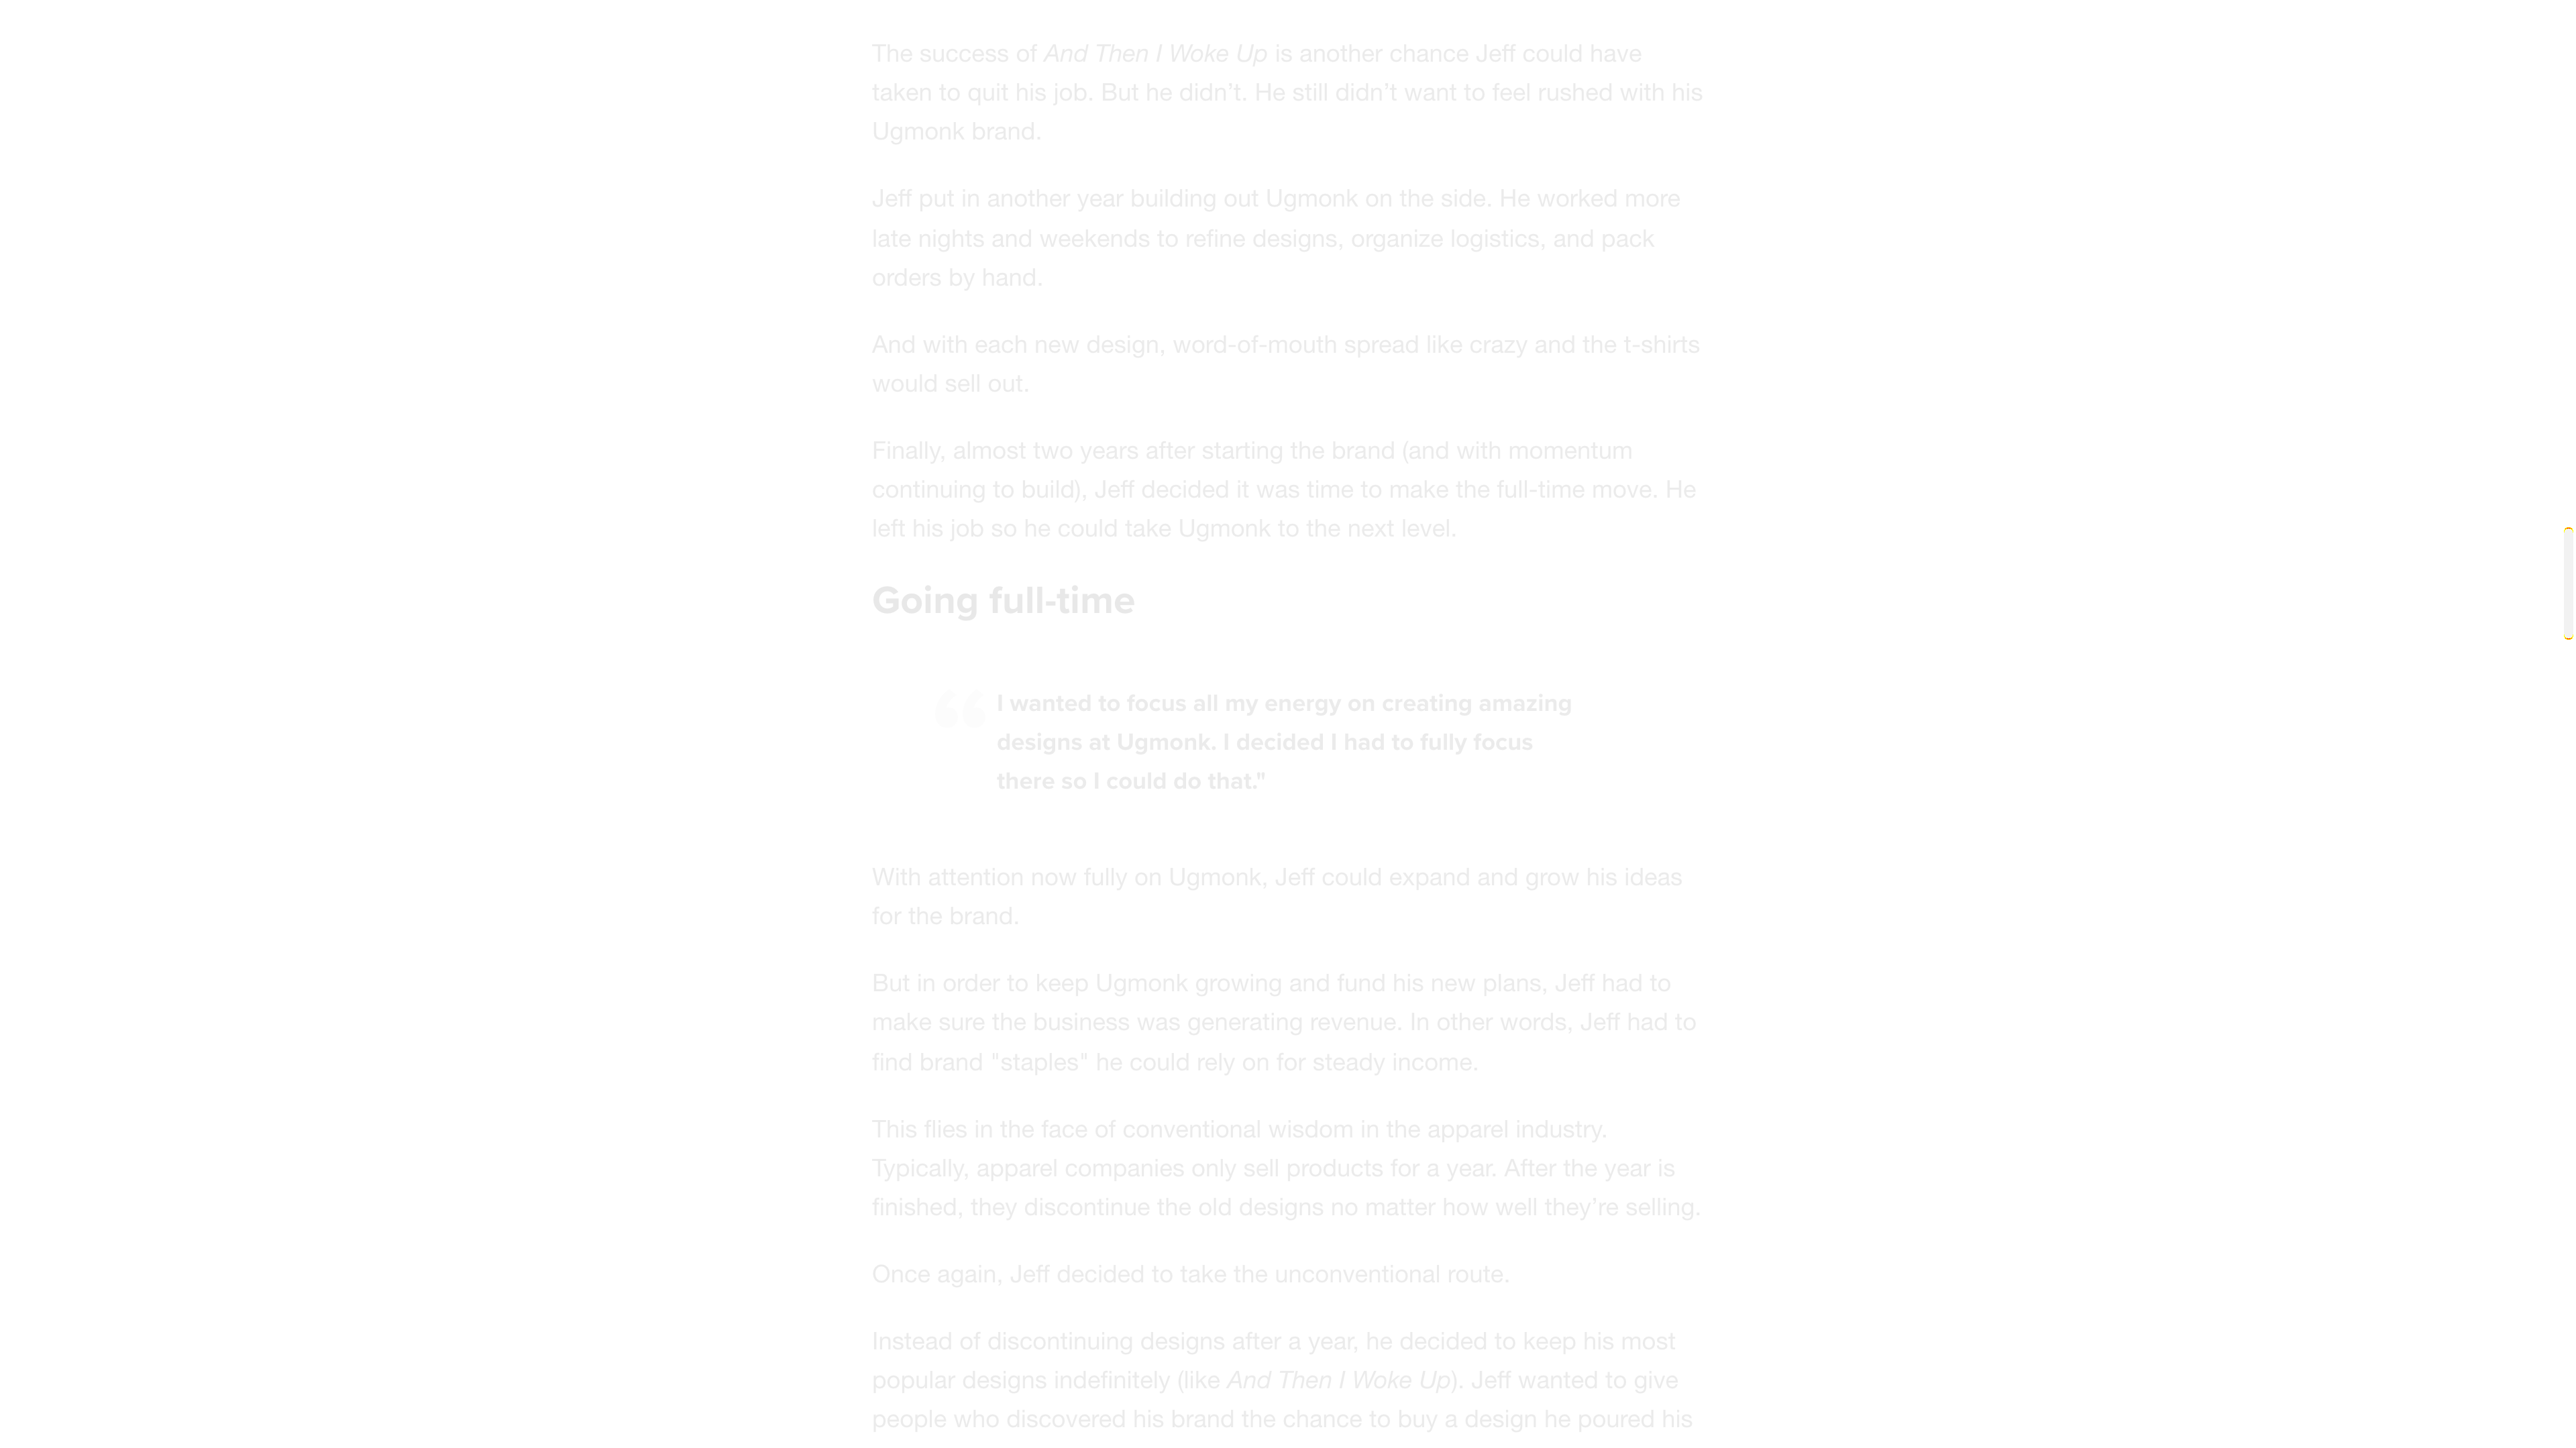 The success of And Then I Woke Up is another chance Jeff could have
taken to quit his job. But he didn’t. He still didn’t want to feel rushed with his
Ugmonk brand.
Jeff put in another year building out Ugmonk on the side. He worked more
late nights and weekends to refine designs, organize logistics, and pack
orders by hand.
And with each new design, word-of-mouth spread like crazy and the t-shirts
would sell out.
Finally, almost two years after starting the brand (and with momentum
continuing to build), Jeff decided it was time to make the full-time move. He
left his job so he could take Ugmonk to the next level.
Going full-time
“I wanted to focus all my energy on creating amazing
designs at Ugmonk. I decided I had to fully focus
there so I could do that."
With attention now fully on Ugmonk, Jeff could expand and grow his ideas
for the brand.
But in order to keep Ugmonk growing and fund his new plans, Jeff had to
make sure the business was generating revenue. In other words, Jeff had to
find brand "staples" he could rely on for steady income.
This flies in the face of conventional wisdom in the apparel industry.
Typically, apparel companies only sell products for a year. After the year is
finished, they discontinue the old designs no matter how well they’re selling.
Once again, Jeff decided to take the unconventional route.
Instead of discontinuing designs after a year, he decided to keep his most
popular designs indefinitely (like And Then I Woke Up). Jeff wanted to give
people who discovered his brand the chance to buy a design he poured his